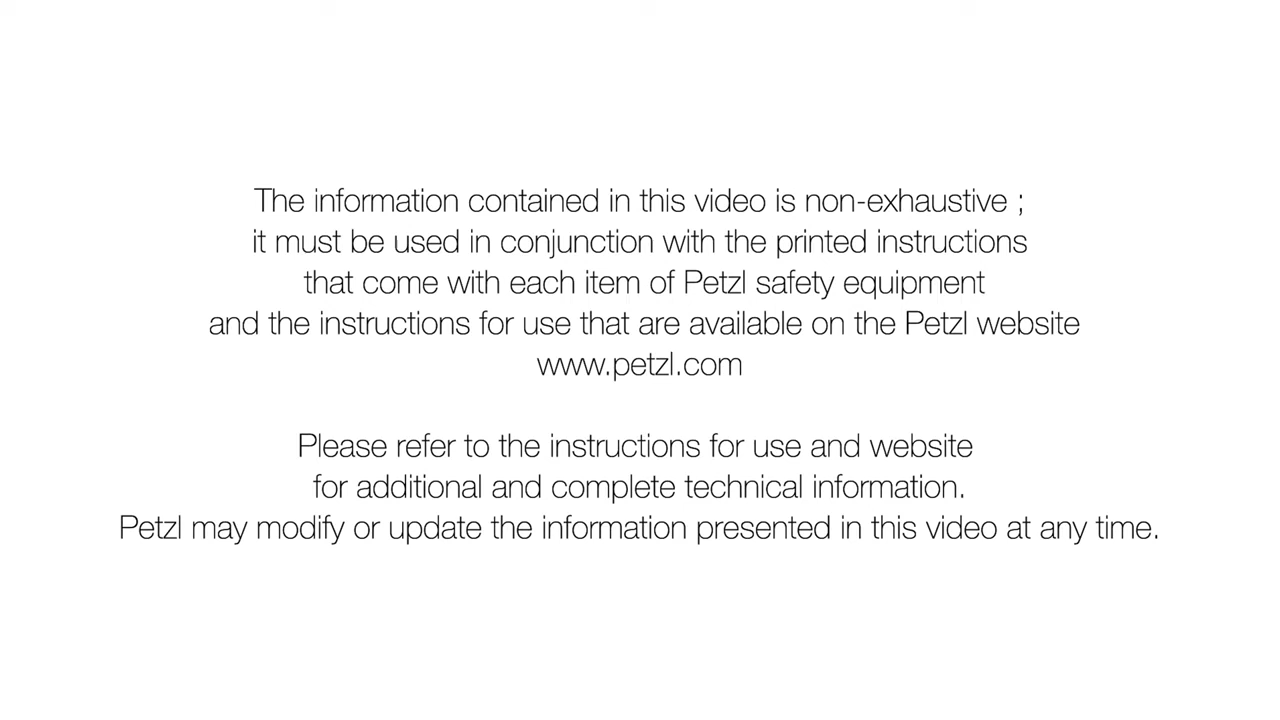 The information contained in this video is non-exhaustive ;
it must be used in conjunction with the printed instructions
that come with each item of Petzl safety equipment
and the instructions for use that are available on the Petzl website
www.petzl.com
Please refer to the instructions for use and website
for additional and complete technical information.
Petzl may modify or update the information presented in this video at any time.